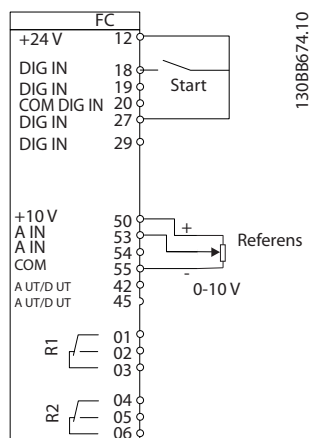 FC
+24 V 12
DIG IN 18
DIG IN 19
COM DIG IN 20
DIG IN 27
DIG IN 29
Start
+10 V 50
A IN 53
A IN 54
COM 55
A UT/D UT 42
A UT/D UT 45
+
-
Referens
0-10 V
R1
01
02
03
R2
04
05
06
130BB674.10